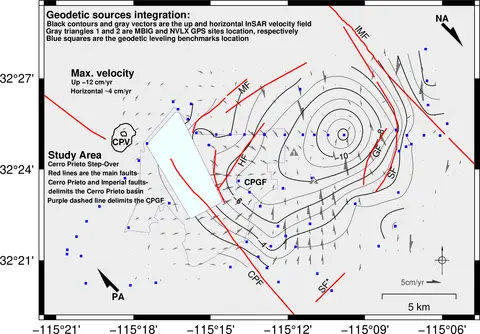 Geodetic sources integration:
Black contours and gray vectors are the up and horizontal InSAR velocity field
Gray triangles 1 and 2 are MBIG and NVLX GPS sites location, respectively
Blue squares are the geodetic leveling benchmarks location
NA
IMF
32°27'
Max. velocity
Up ~12 cm/yr
Horizontal ~4 cm/yr
MF
CPV
8
10
GF
Study Area
Cerro Prieto Step-Over
Red lines are the main faults-
Cerro Prieto and Imperial faults-
delimits the Cerro Prieto basin
Purple dashed line delimits the CPGF
32°24'
HF
CPGF
SF
6
4
32°21'
CPF
SF*
PA
5cm/yr
5 km
−115°21' −115°18' −115°15' −115°12' −115°09' −115°06'